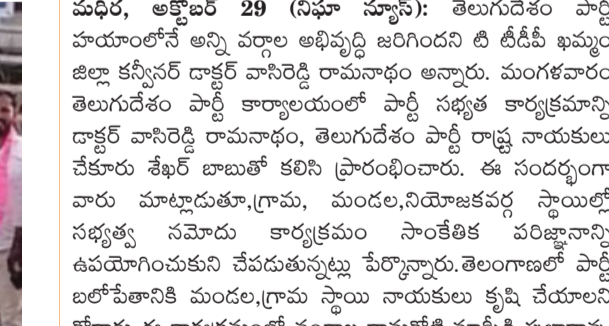 మధిర, అక్టోబర్ 29 (నిఘా న్యూస్): తెలుగుదేశం పార్టీ
హయాంలోనే అన్ని వర్గాల అభివృద్ధి జరిగిందని టి టీడీపీ ఖమ్మం
జిల్లా కన్వీనర్ డాక్టర్ వాసిరెడ్డి రామనాథం అన్నారు. మంగళవారం
తెలుగుదేశం పార్టీ కార్యాలయంలో పార్టీ సభ్యత కార్యక్రమాన్ని
డాక్టర్ వాసిరెడ్డి రామనాథం, తెలుగుదేశం పార్టీ రాష్ట్ర నాయకులు
చేకూరు శేఖర్ బాబుతో కలిసి ప్రారంభించారు. ఈ సందర్భంగా
వారు మాట్లాడుతూ,గ్రామ, మండల,నియోజకవర్గ స్థాయిల్లో
సభ్యత్వ నమోదు కార్యక్రమం సాంకేతిక పరిజ్ఞానాన్ని
ఉపయోగించుకుని చేపడుతున్నట్లు పేర్కొన్నారు.తెలంగాణలో పార్టీ
బలోపేతానికి మండల,గ్రామ స్థాయి నాయకులు కృషి చేయాలని